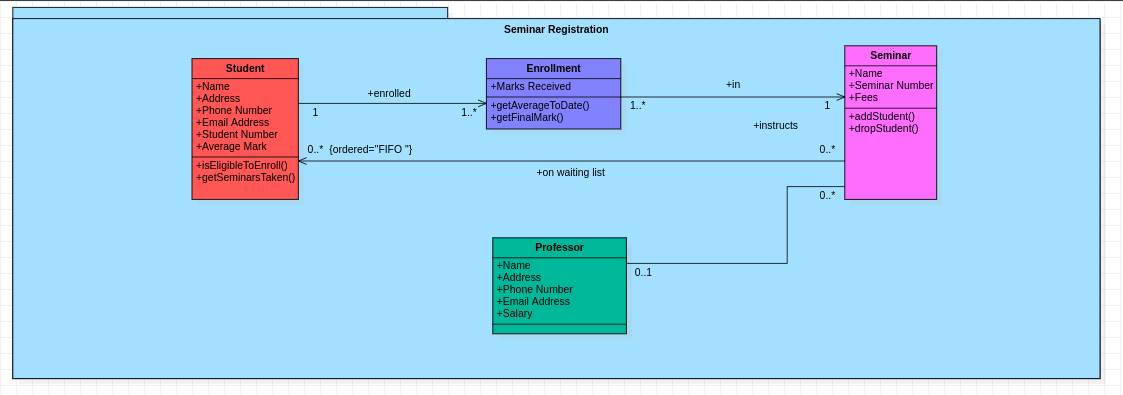 Seminar Registration
Student
+Name
+Address
+Phone Number
+Email Address
+Student Number
+Average Mark
+isEligibleToEnroll()
+getSeminarsTaken()
+enrolled
1
1..*
Enrollment
+Marks Received
+getAverageToDate()
+getFinalMark()
+in
1..*
1
Seminar
+Name
+Seminar Number
+Fees
+addStudent()
+dropStudent()
+instructs
0..* {ordered="FIFO "}
0..*
+on waiting list
0..*
Professor
+Name
+Address
+Phone Number
+Email Address
+Salary
0..1